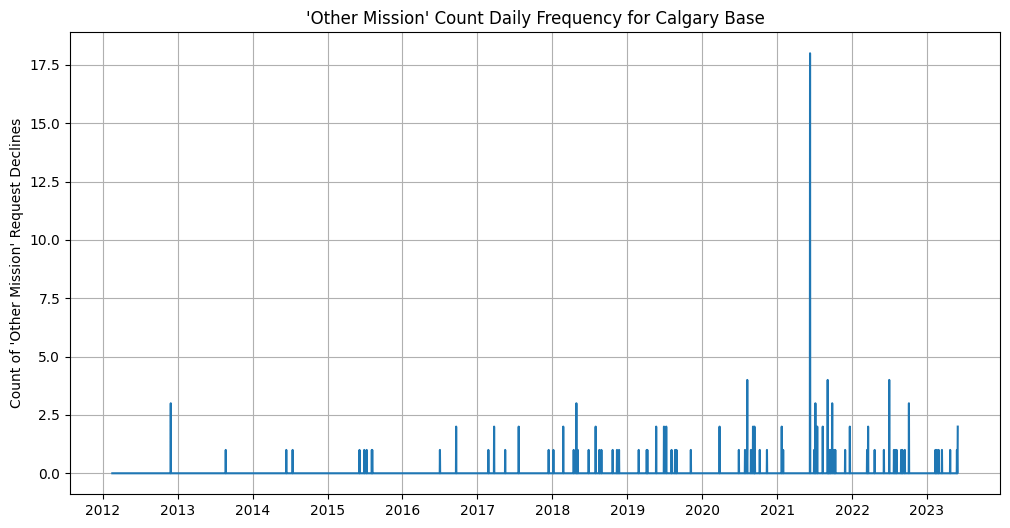 'Other Mission' Count Daily Frequency for Calgary Base
Count of 'Other Mission' Request Declines
17.5
15.0
12.5
10.0
7.5
5.0
2.5
0.0
2012 2013 2014 2015 2016 2017 2018 2019 2020 2021 2022 2023